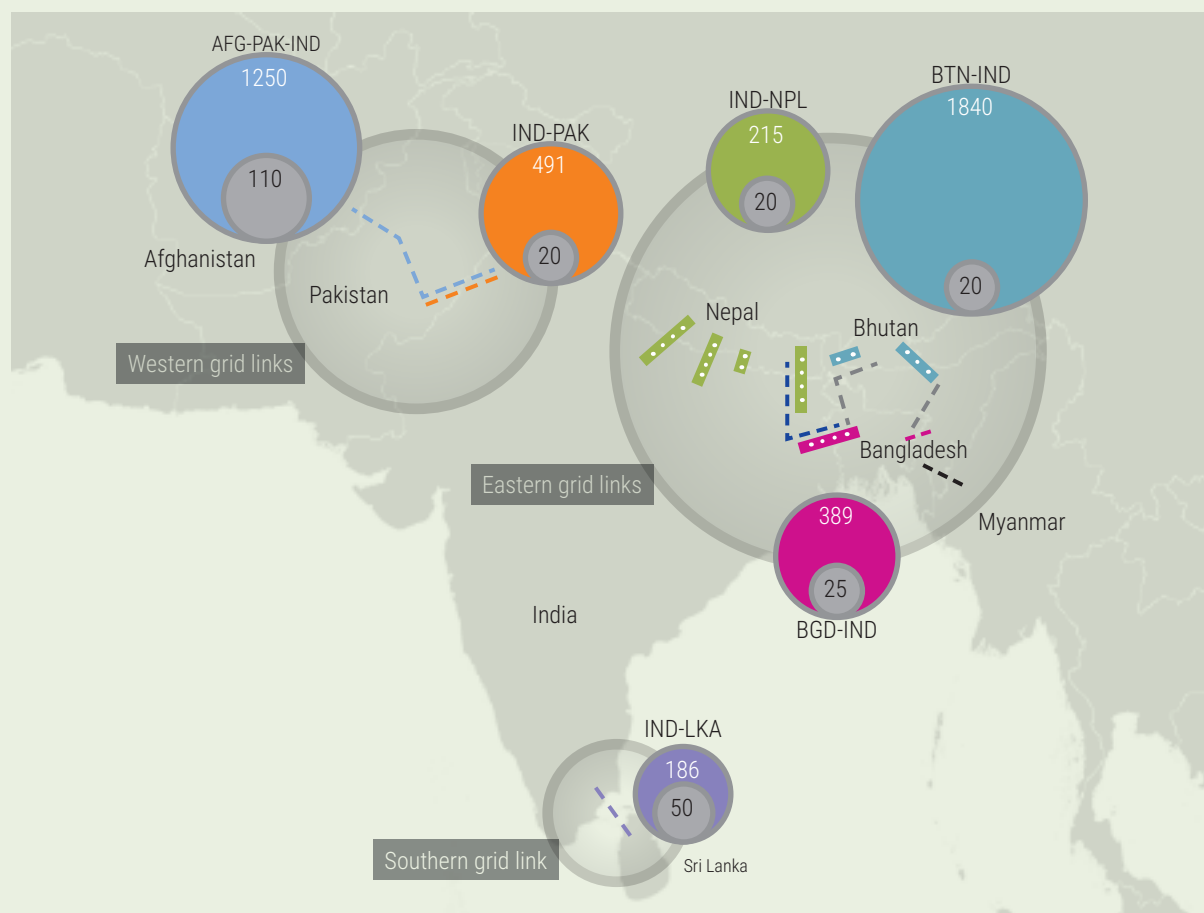 AFG-PAK-IND
1250
110
Afghanistan
Pakistan
Western grid links
IND-PAK
491
20
IND-NPL
215
20
BTN-IND
1840
20
Nepal
Bhutan
Bangladesh
Eastern grid links
Myanmar
389
25
BGD-IND
India
IND-LKA
186
50
Southern grid link
Sri Lanka